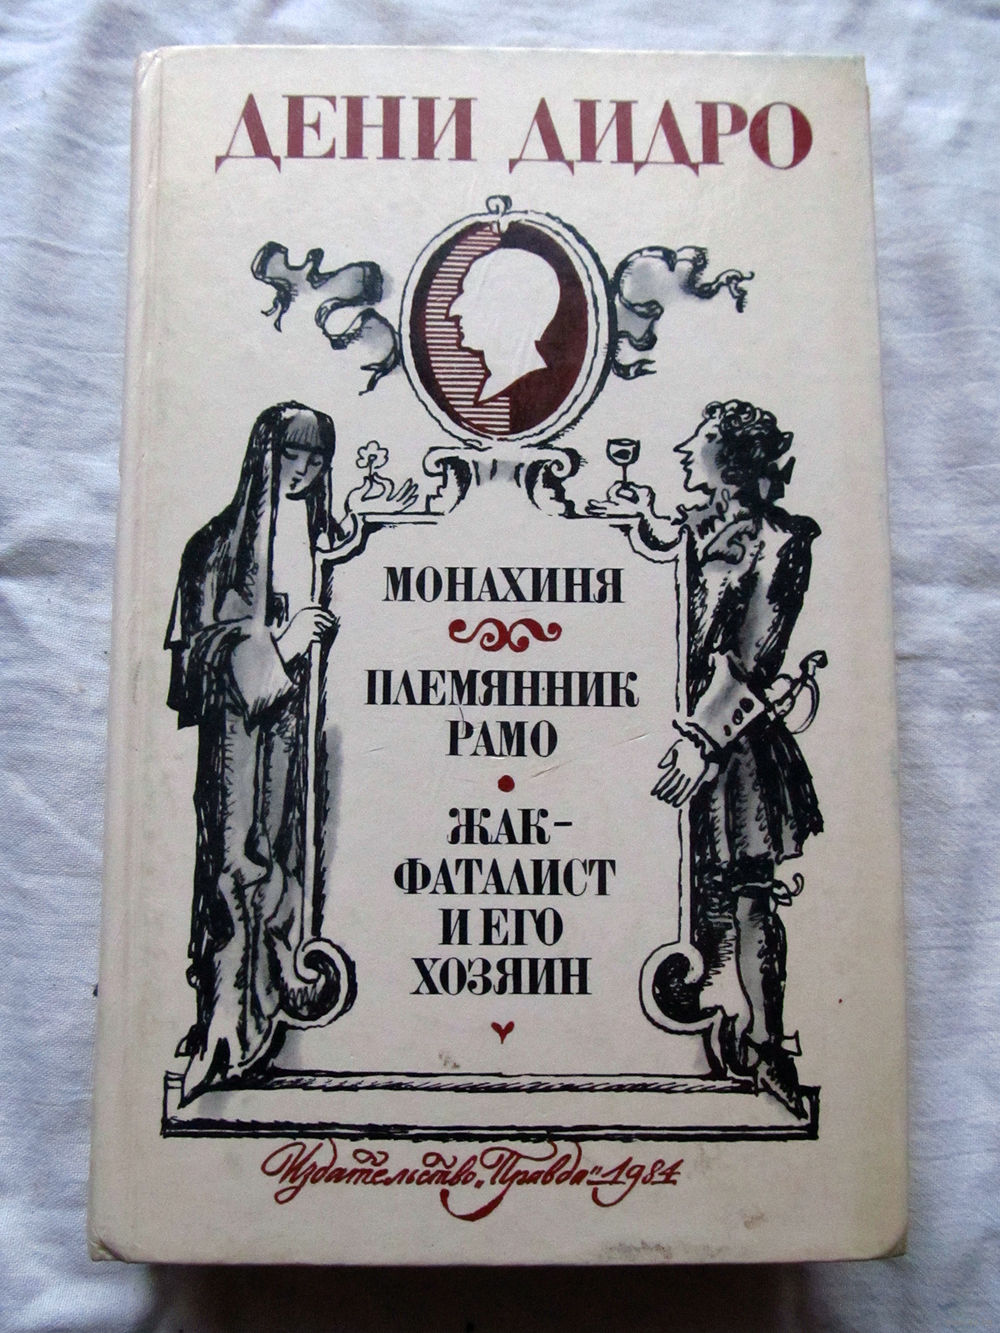 ДЕНИ ДИДРО
МОНАХИНЯ
ПЛЕМЯННИК
РАМО
ЖАК-
ФАТАЛИСТ
И ЕГО
ХОЗЯИН
Издательство „Правда" 1984